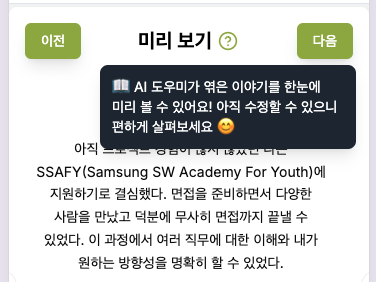 이전
미리 보기 ?
다음
📖 AI 도우미가 엮은 이야기를 한눈에
미리 볼 수 있어요! 아직 수정할 수 있으니
편하게 살펴보세요 😊
아직
SSAFY(Samsung SW Academy For Youth)에
지원하기로 결심했다. 면접을 준비하면서 다양한
사람을 만났고 덕분에 무사히 면접까지 끝낼 수
있었다. 이 과정에서 여러 직무에 대한 이해와 내가
원하는 방향성을 명확히 할 수 있었다.